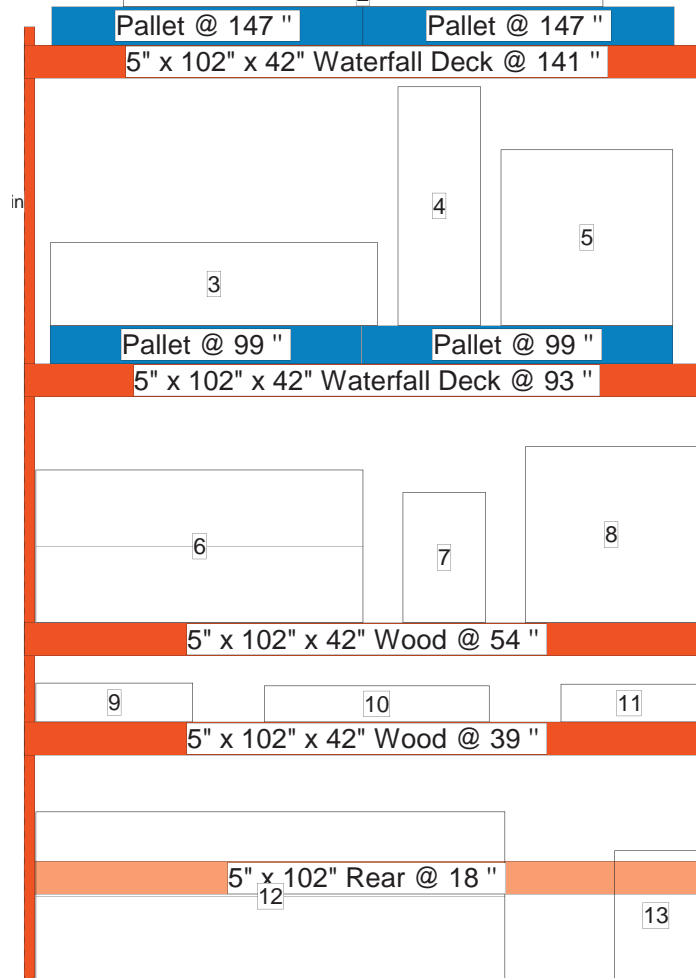 Pallet @ 147 " Pallet @ 147 "
5" x 102" x 42" Waterfall Deck @ 141 "
in
4
5
3
Pallet @ 99 " Pallet @ 99 "
5" x 102" x 42" Waterfall Deck @ 93 "
8
6
7
5" x 102" x 42" Wood @ 54 "
9 10 11
5" x 102" x 42" Wood @ 39 "
5" x 102" Rear @ 18 "
12
13